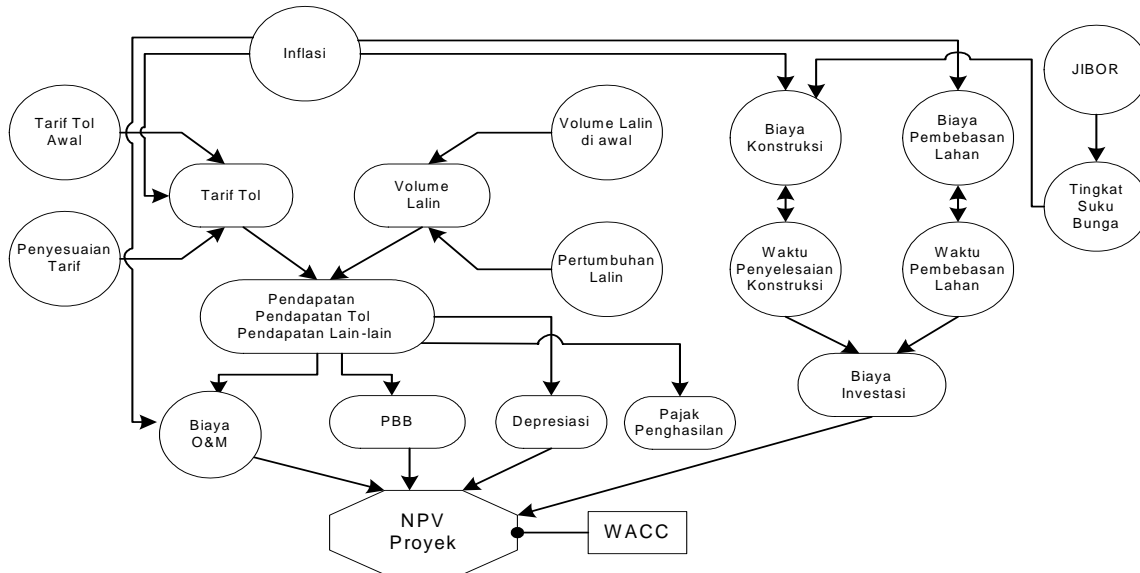 Inflasi
JIBOR
Tarif Tol
Awal
Volume Lalin
di awal
Biaya
Konstruksi
Biaya
Pembebasan
Lahan
Tarif Tol
Volume
Lalin
Tingkat
Suku
Bunga
Penyesuaian
Tarif
Pertumbuhan
Lalin
Waktu
Penyelesaian
Konstruksi
Waktu
Pembebasan
Lahan
Pendapatan
Pendapatan Tol
Pendapatan Lain-lain
Biaya
Investasi
Biaya
O&M
PBB
Depresiasi
Pajak
Penghasilan
NPV
Proyek
WACC